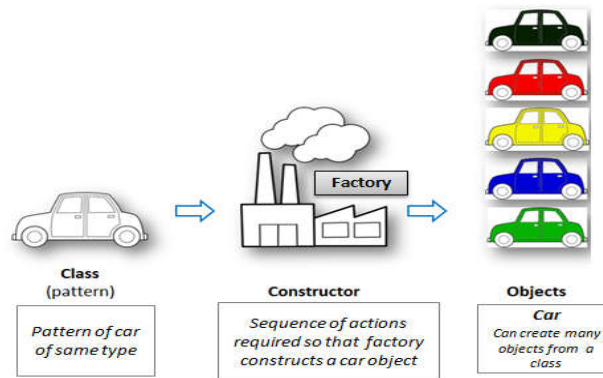 Factory
Class
(pattern)
Pattern of car
of same type
Constructor
Sequence of actions
required so that factory
constructs a car object
Objects
Car
Can create many
objects from a
class